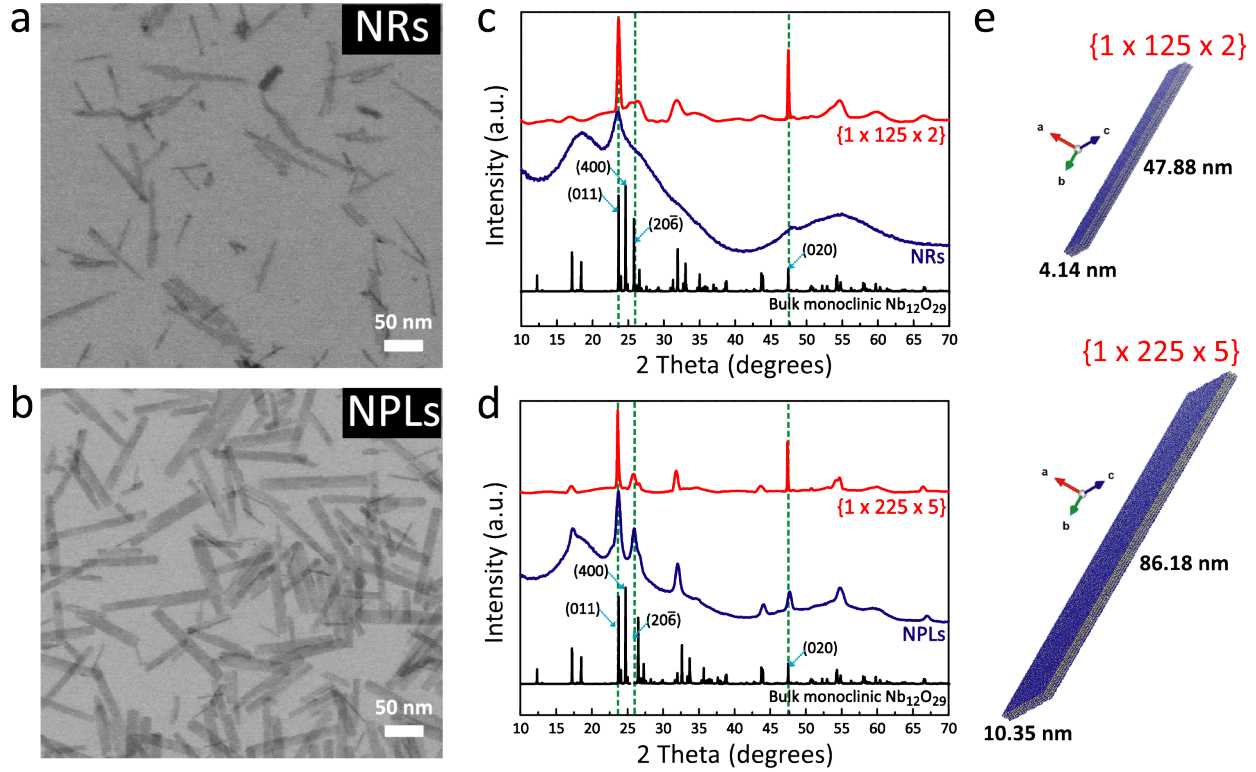 a
NRs
50 nm
b
NPLs
50 nm
c
Intensity (a.u.)
{1 x 125 x 2}
(400)
(011)
(206̅)
(020)
NRs
Bulk monoclinic Nb₁₂O₂₉
10 15 20 25 30 35 40 45 50 55 60 65 70
2 Theta (degrees)
d
Intensity (a.u.)
{1 x 225 x 5}
(400)
(011)
(206̅)
(020)
NPLs
Bulk monoclinic Nb₁₂O₂₉
10 15 20 25 30 35 40 45 50 55 60 65 70
2 Theta (degrees)
e
{1 x 125 x 2}
a
c
b
47.88 nm
4.14 nm
{1 x 225 x 5}
a
c
b
86.18 nm
10.35 nm